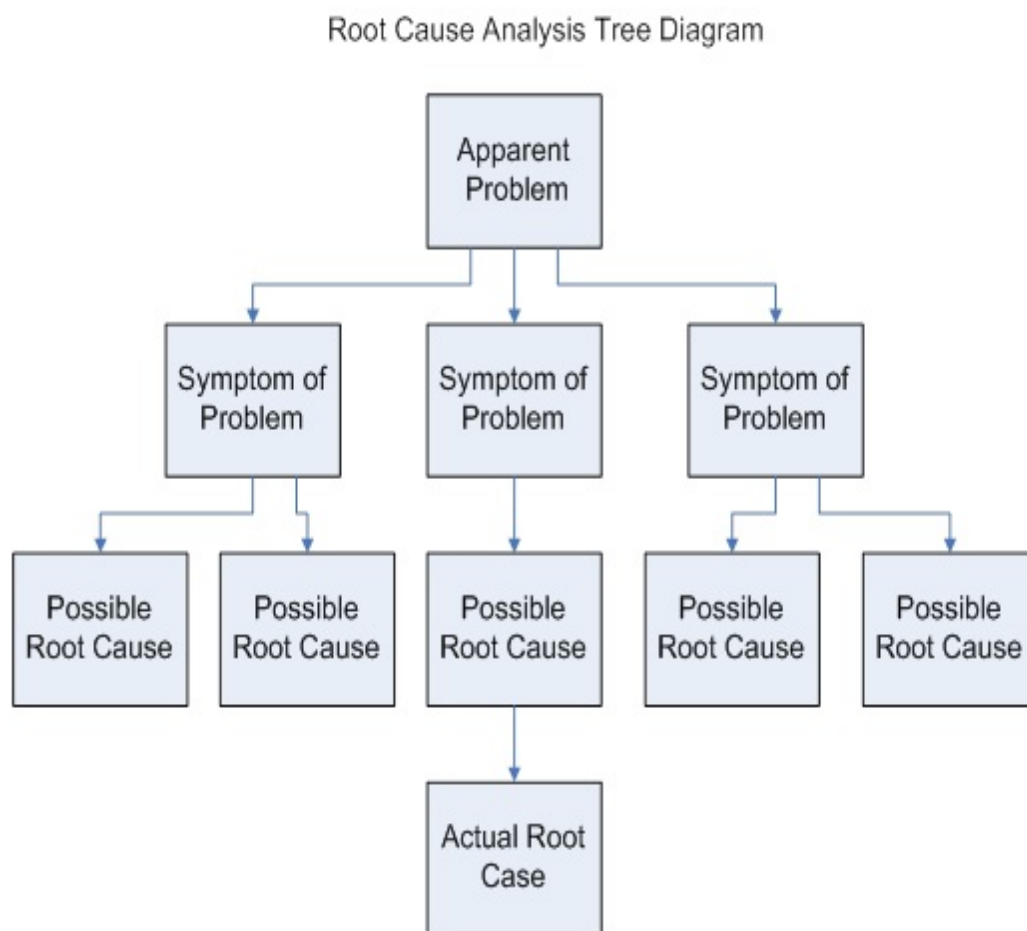 Root Cause Analysis Tree Diagram
Apparent
Problem
Symptom of
Problem
Symptom of
Problem
Symptom of
Problem
Possible
Root Cause
Possible
Root Cause
Possible
Root Cause
Possible
Root Cause
Possible
Root Cause
Actual Root
Case